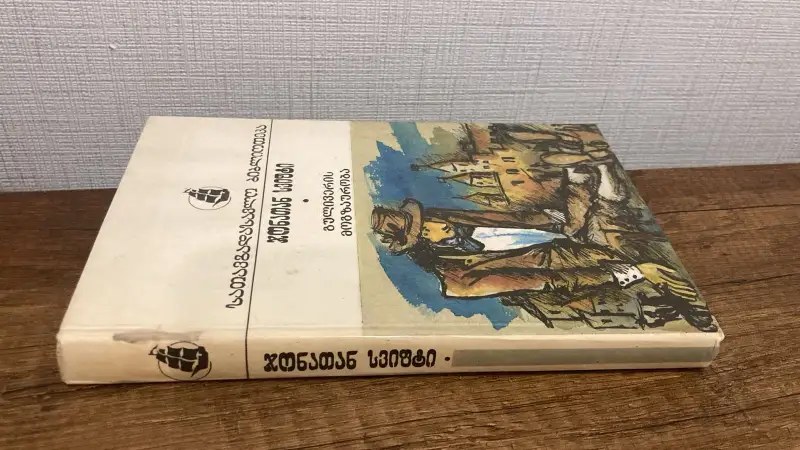 სათავგადასავლო ბიბლიოთეკა
ჯონათან სვიფტი
გულივერის
მოგზაურობა
ჯონათან სვიფტი